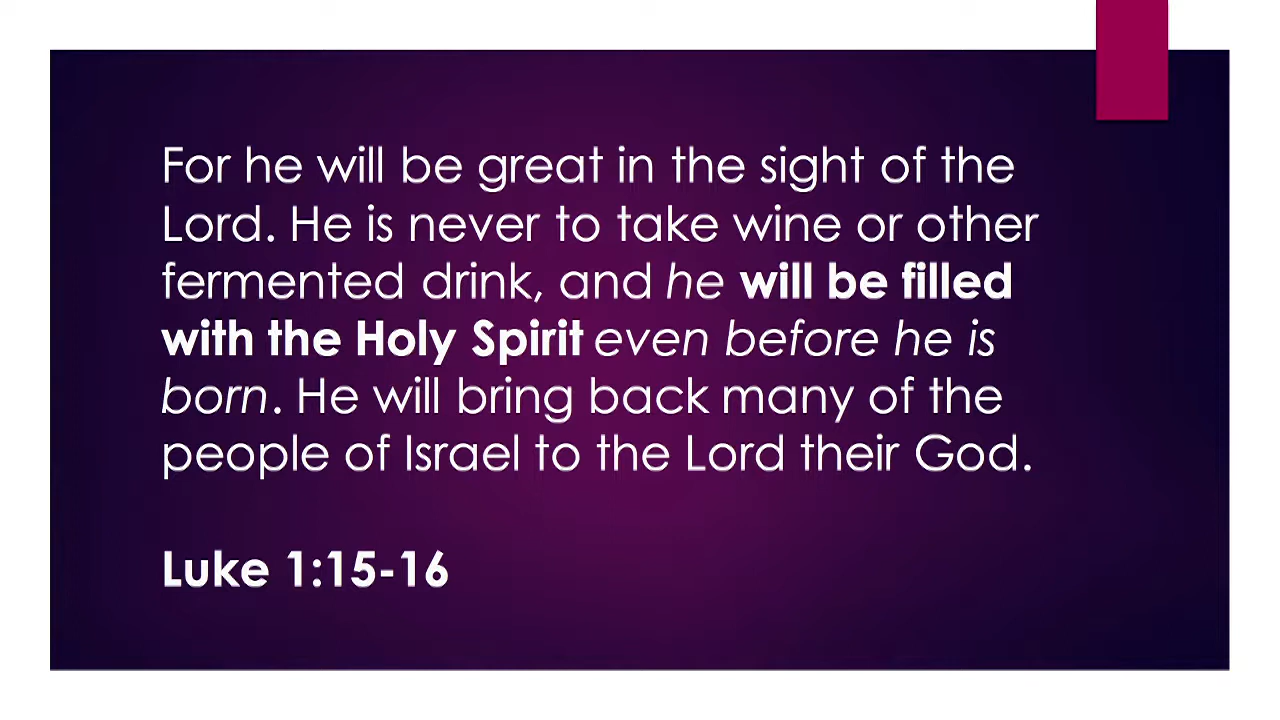 For he will be great in the sight of the
Lord. He is never to take wine or other
fermented drink, and he will be filled
with the Holy Spirit even before he is
born. He will bring back many of the
people of Israel to the Lord their God.
Luke 1:15-16